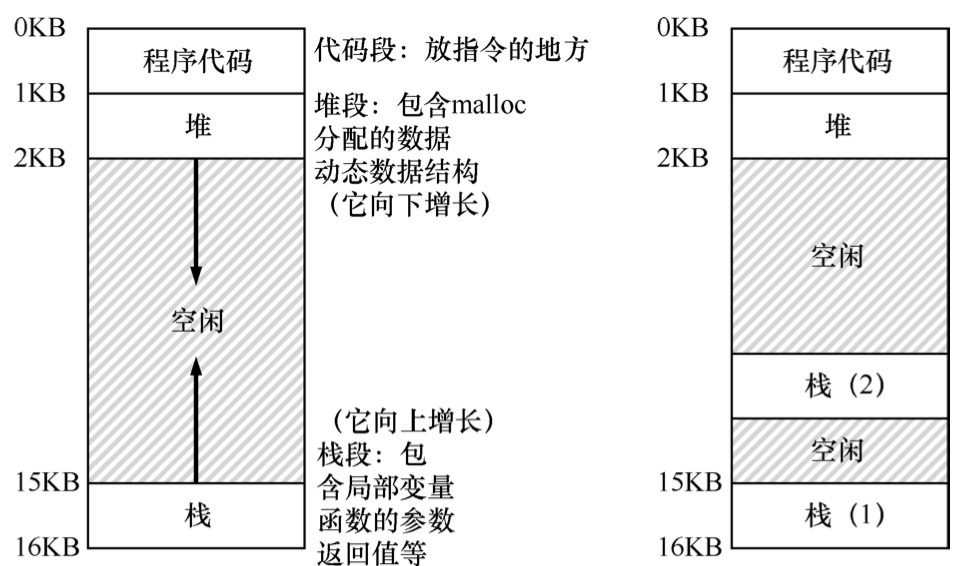 0KB
程序代码
代码段：放指令的地方
1KB
堆
堆段：包含malloc
分配的数据
2KB
动态数据结构
（它向下增长）
空闲
（它向上增长）
栈段：包
15KB
含局部变量
栈
函数的参数
16KB
返回值等
0KB
程序代码
1KB
堆
2KB
空闲
栈（2）
空闲
15KB
栈（1）
16KB